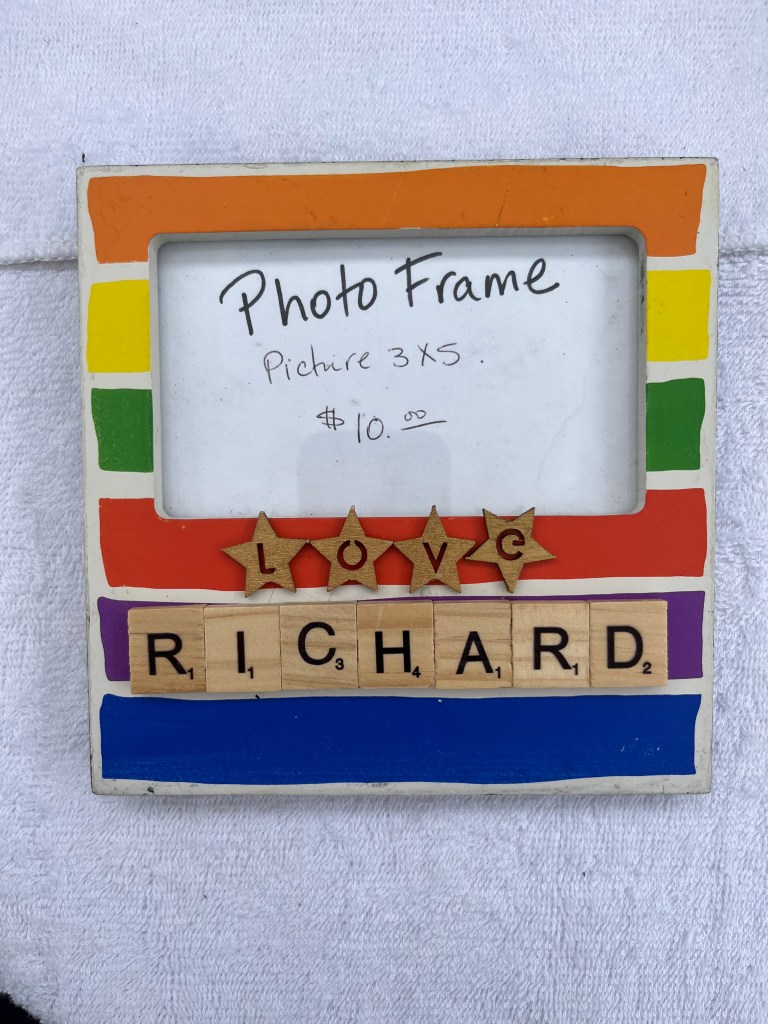 Photo Frame
Picture 3x5.
$10.00
LOVe
R1 I1 C3 H4 A1 R1 D2